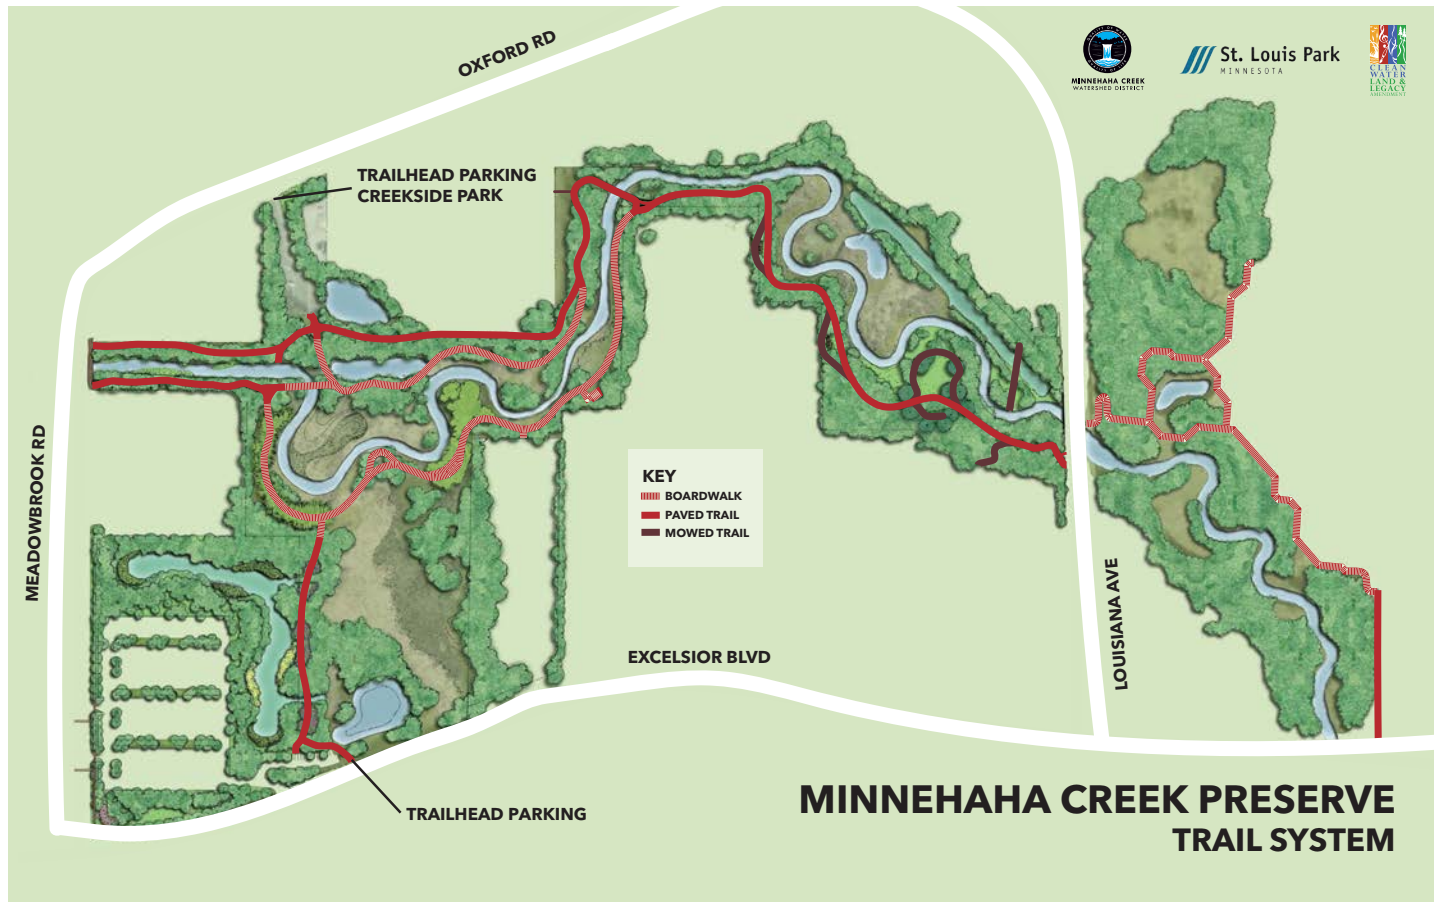 OXFORD RD
MINNEHAHA CREEK
WATERSHED DISTRICT
St. Louis Park
MINNESOTA
CLEAN
WATER
LAND &
LEGACY
AMENDMENT
TRAILHEAD PARKING
CREEKSIDE PARK
MEADOWBROOK RD
KEY
BOARDWALK
PAVED TRAIL
MOWED TRAIL
LOUISIANA AVE
EXCELSIOR BLVD
TRAILHEAD PARKING
MINNEHAHA CREEK PRESERVE
TRAIL SYSTEM